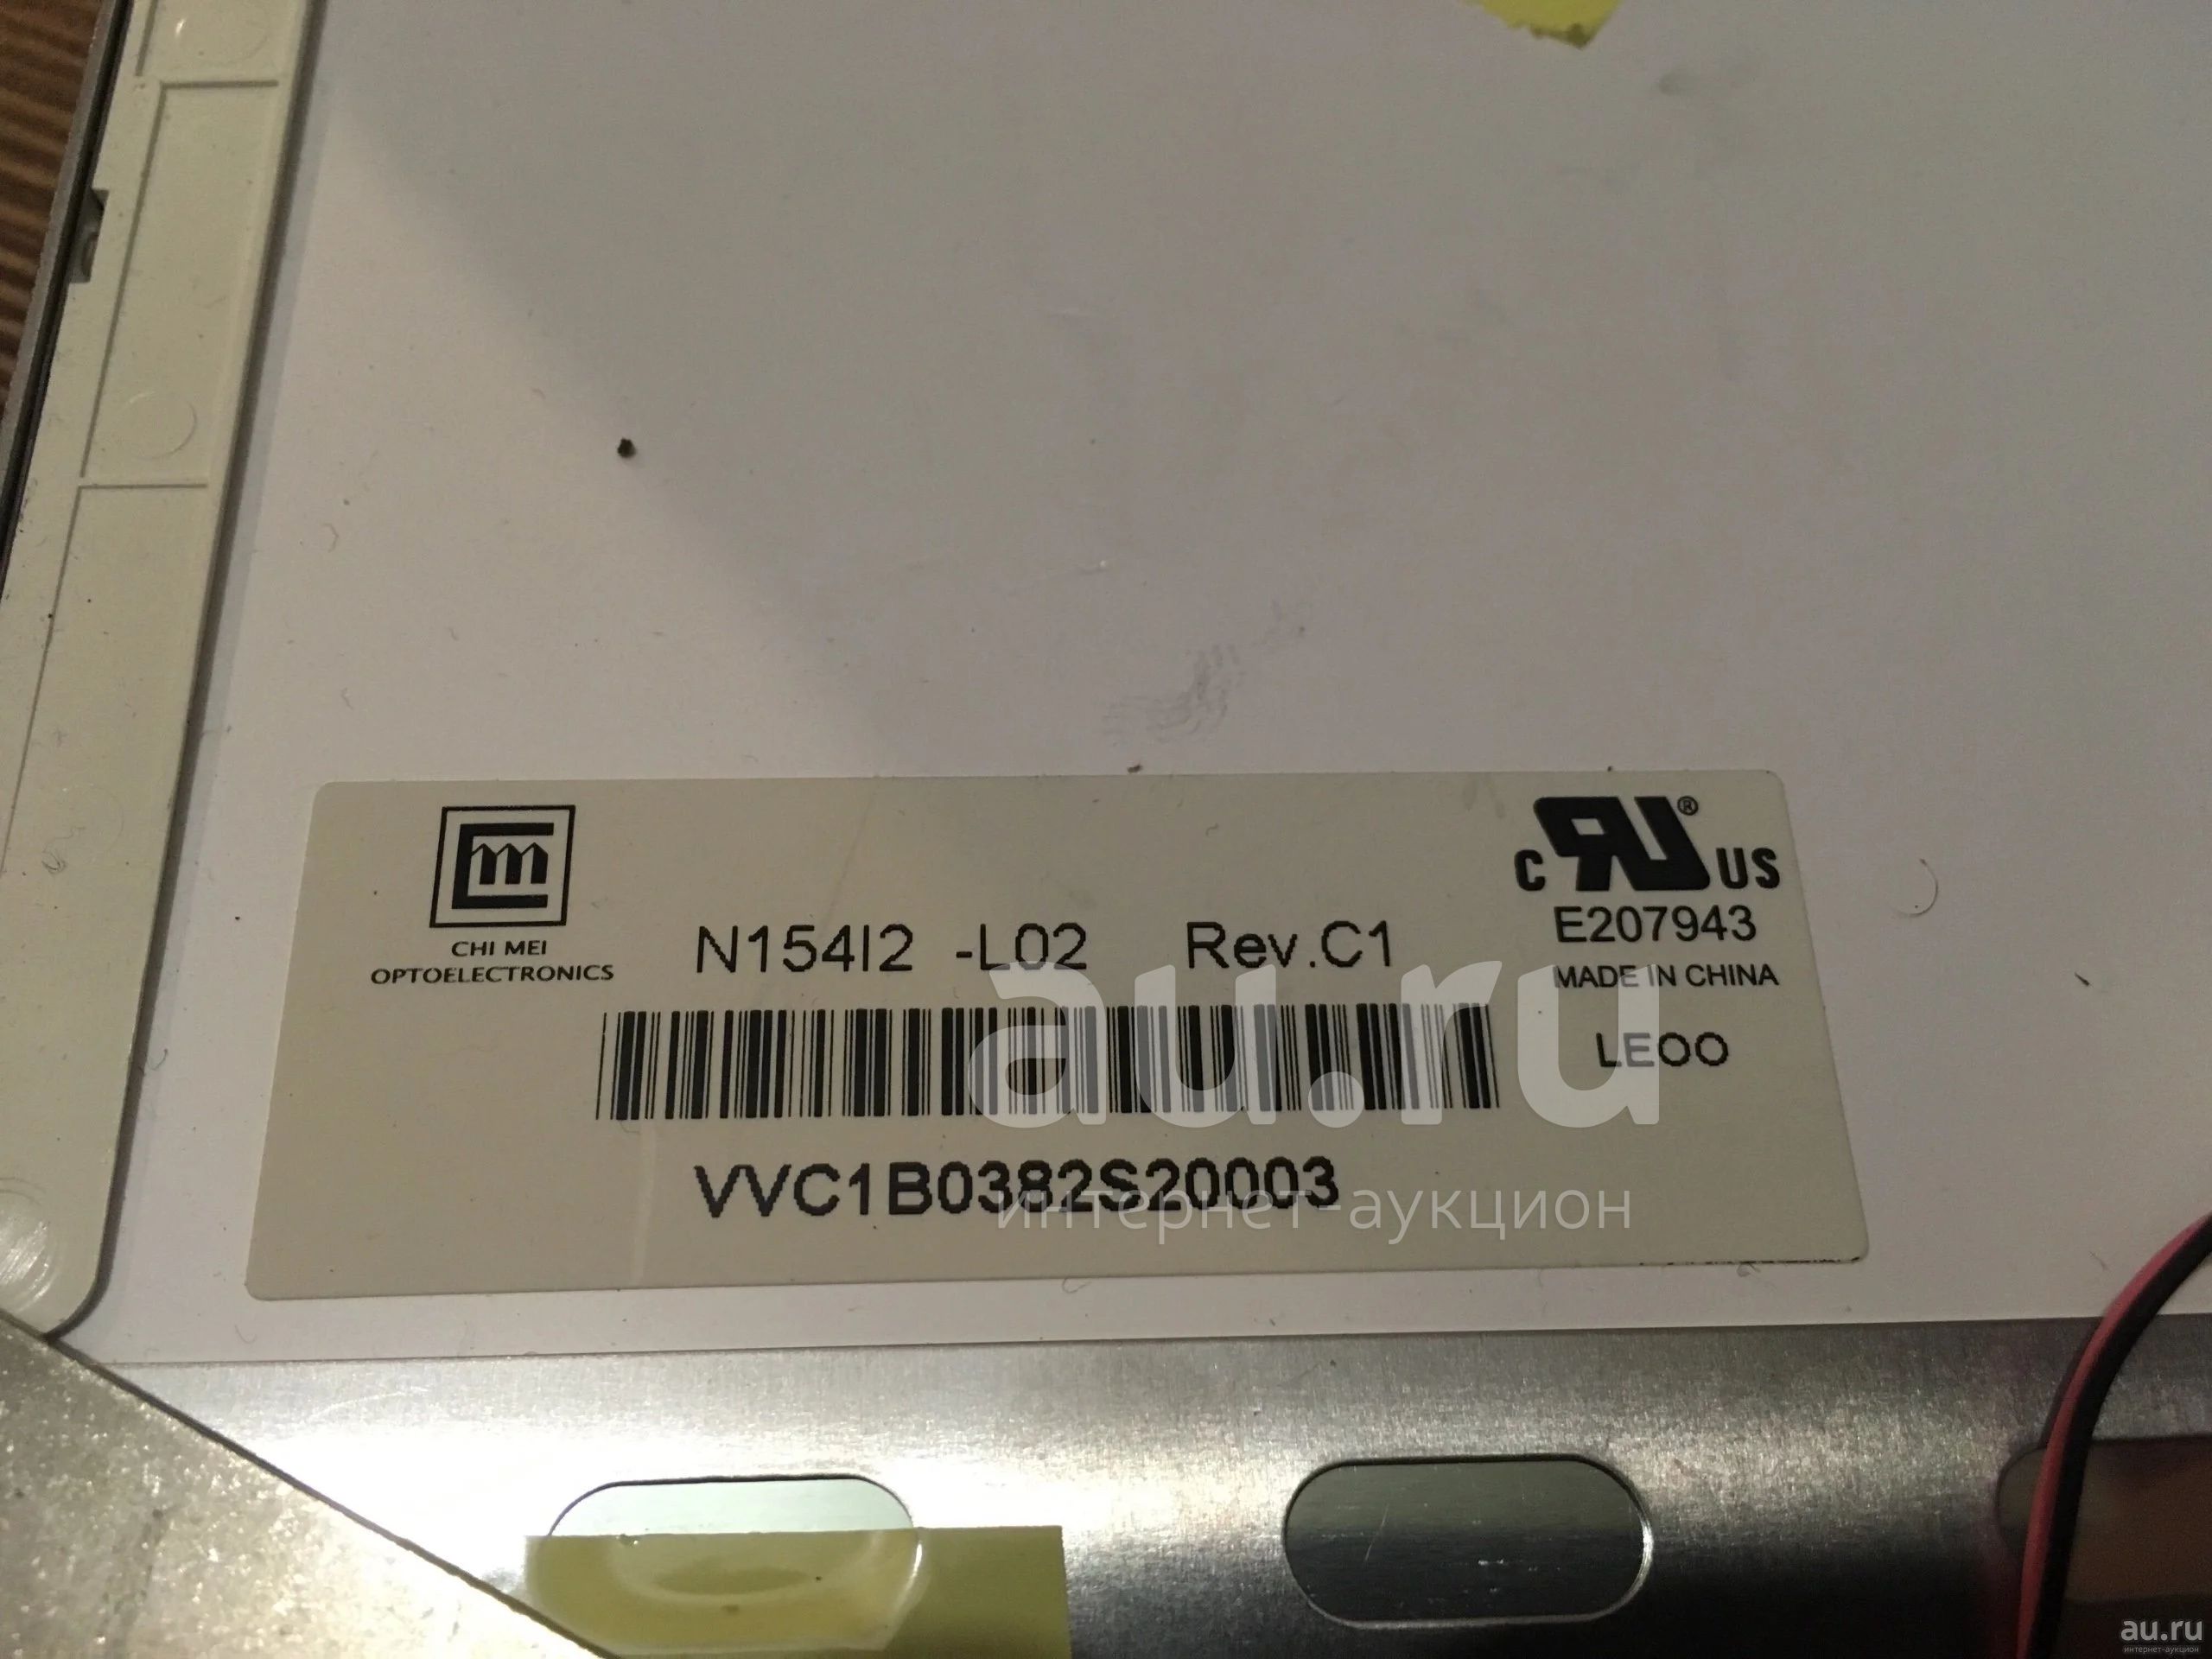 CHI MEI
OPTOELECTRONICS
N154I2 -L02 Rev.C1
C RU® US
E207943
MADE IN CHINA
LEOO
VVC1B0382S20003
au.ru
интернет-аукцион
au.ru
интернет-аукцион